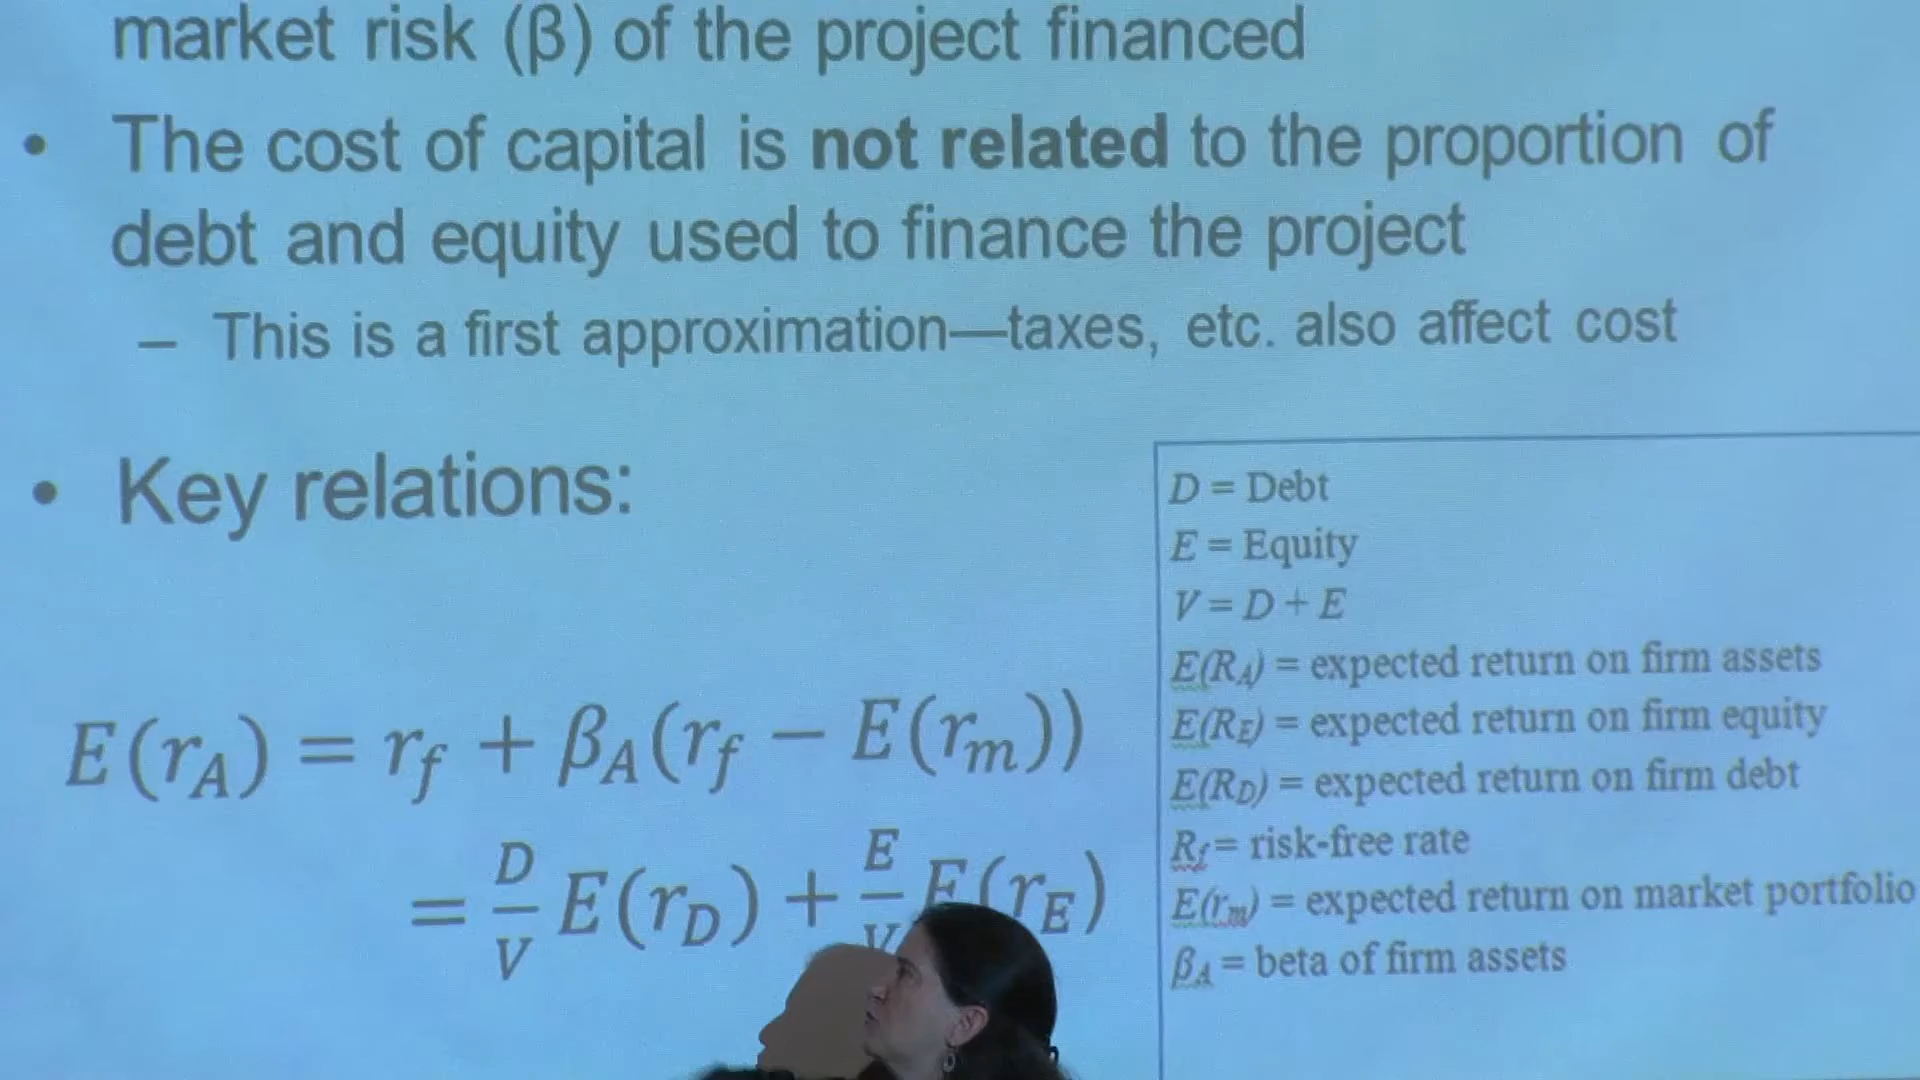 market risk (β) of the project financed
• The cost of capital is not related to the proportion of
debt and equity used to finance the project
– This is a first approximation—taxes, etc. also affect cost
• Key relations:
E(r_A) = r_f + β_A(r_f − E(r_m))
= D/V E(r_D) + E/V E(r_E)
D = Debt
E = Equity
V = D + E
E(R_A) = expected return on firm assets
E(R_E) = expected return on firm equity
E(R_D) = expected return on firm debt
R_f = risk-free rate
E(r_m) = expected return on market portfolio
β_A = beta of firm assets